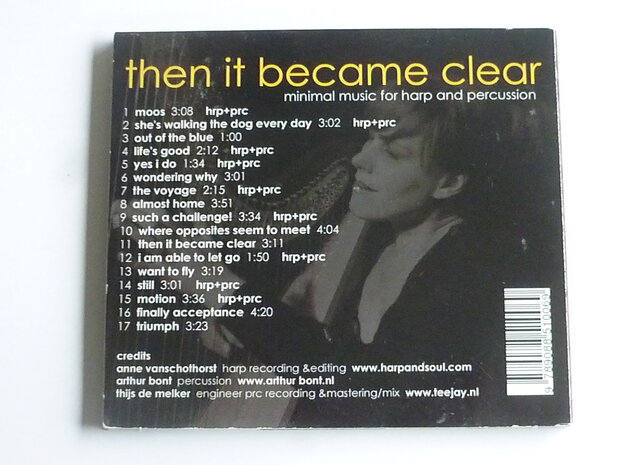 then it became clear
minimal music for harp and percussion
1 moos 3:08 hrp+prc
2 she's walking the dog every day 3:02 hrp+prc
3 out of the blue 1:00
4 life's good 2:12 hrp+prc
5 yes i do 1:34 hrp+prc
6 wondering why 3:01
7 the voyage 2:15 hrp+prc
8 almost home 3:51
9 such a challenge! 3:34 hrp+prc
10 where opposites seem to meet 4:04
11 then it became clear 3:11
12 i am able to let go 1:50 hrp+prc
13 want to fly 3:19
14 still 3:01 hrp+prc
15 motion 3:36 hrp+prc
16 finally acceptance 4:20
17 triumph 3:23
credits
anne vanschothorst harp recording &editing www.harpandsoul.com
arthur bont percussion www.arthur bont.nl
thijs de melker engineer prc recording &mastering/mix www.teejay.nl
9 789088 510069